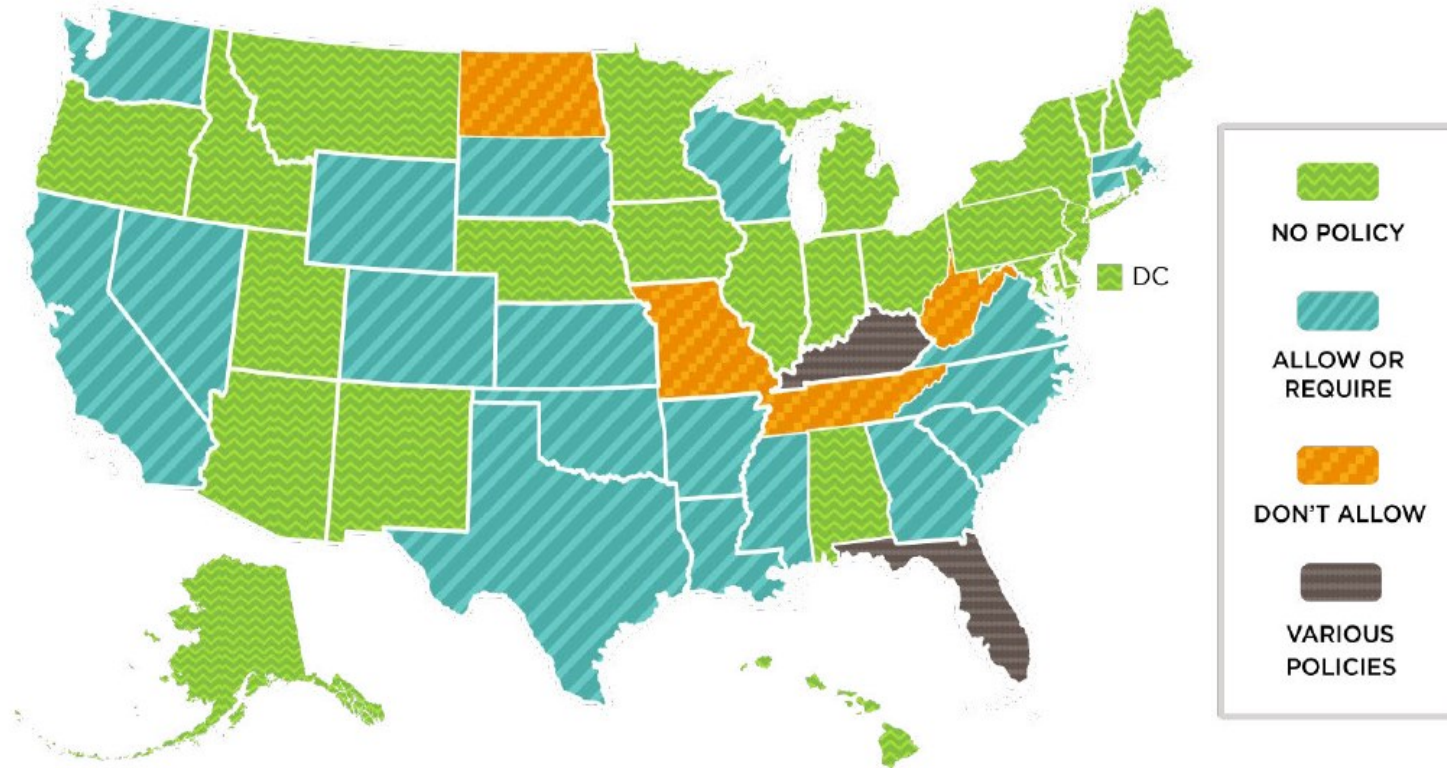 DC
NO POLICY
ALLOW OR
REQUIRE
DON'T ALLOW
VARIOUS
POLICIES